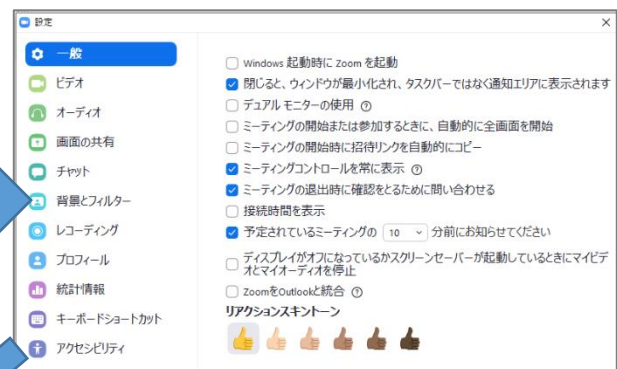 設定
一般
ビデオ
オーディオ
画面の共有
チャット
背景とフィルター
レコーディング
プロフィール
統計情報
キーボードショートカット
アクセシビリティ
Windows 起動時に Zoom を起動
閉じると、ウィンドウが最小化され、タスクバーではなく通知エリアに表示されます
デュアル モニターの使用
ミーティングの開始または参加するときに、自動的に全画面を開始
ミーティングの開始時に招待リンクを自動的にコピー
ミーティングコントロールを常に表示
ミーティングの退出時に確認をとるために問い合わせる
接続時間を表示
予定されているミーティングの 10 分前にお知らせてください
ディスプレイがオフになっているかスクリーンセーバーが起動しているときにマイビデ
オとマイオーディオを停止
ZoomをOutlookと統合
リアクションスキントーン